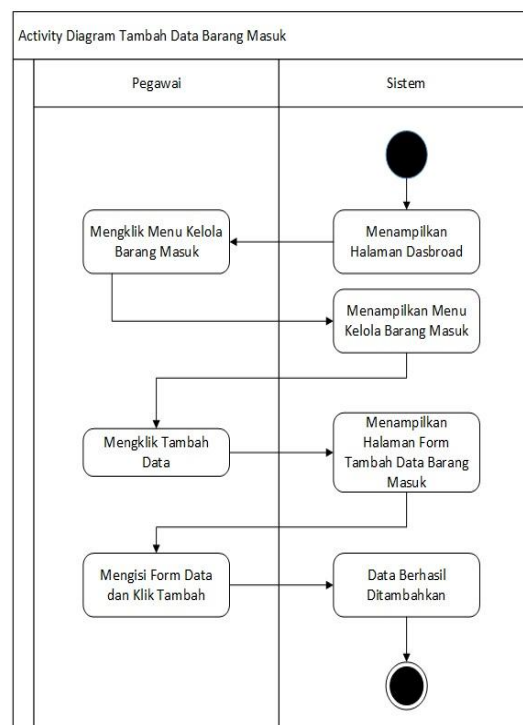 Activity Diagram Tambah Data Barang Masuk
Pegawai
Sistem
Menampilkan
Halaman Dasbroad
Mengklik Menu Kelola
Barang Masuk
Menampilkan Menu
Kelola Barang Masuk
Mengklik Tambah
Data
Menampilkan
Halaman Form
Tambah Data Barang
Masuk
Mengisi Form Data
dan Klik Tambah
Data Berhasil
Ditambahkan